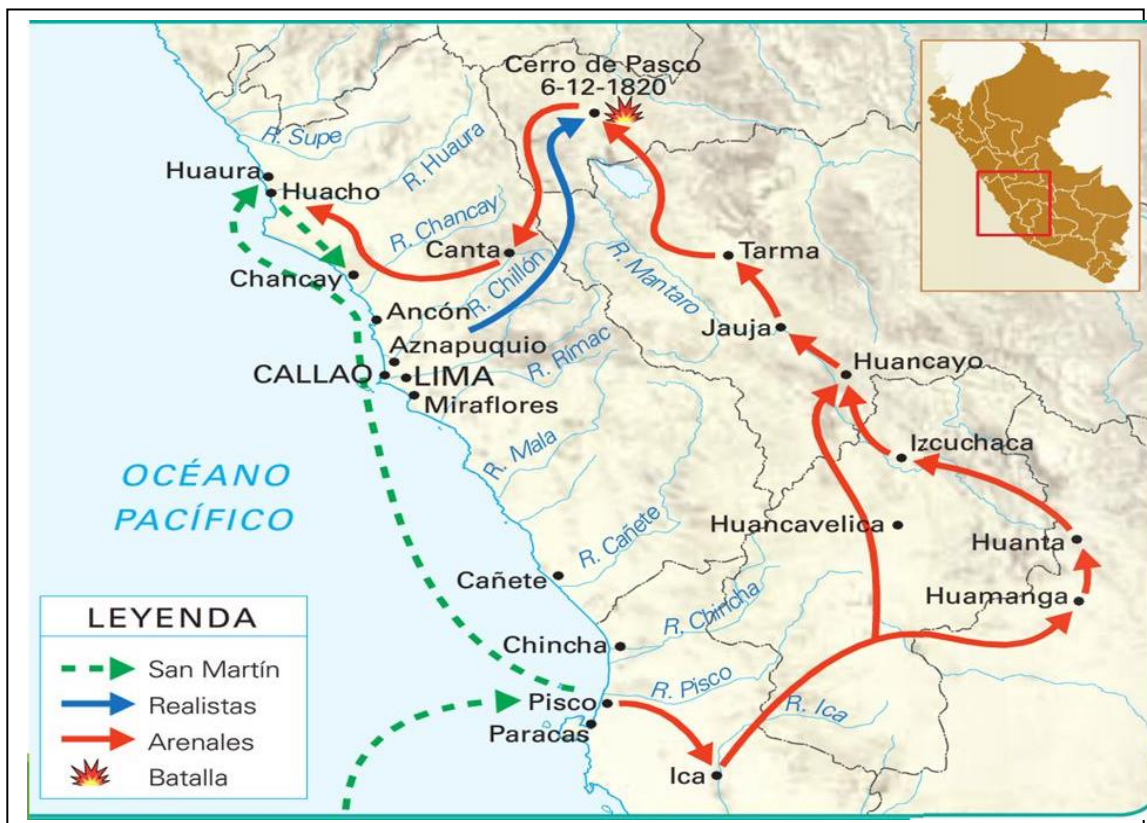 Cerro de Pasco
6-12-1820
R. Supe
R. Huaura
Huaura
Huacho
R. Chancay
Canta
Tarma
R. Mantaro
Chancay
R. Chillón
Ancón
Jauja
Aznapuquio
R. Rimac
Huancayo
CALLAO
LIMA
Miraflores
Izcuchaca
R. Mala
OCÉANO
PACÍFICO
Huancavelica
R. Cañete
Huanta
Cañete
Huamanga
R. Chincha
Chincha
R. Pisco
Pisco
R. Ica
Paracas
Ica
LEYENDA
San Martín
Realistas
Arenales
Batalla